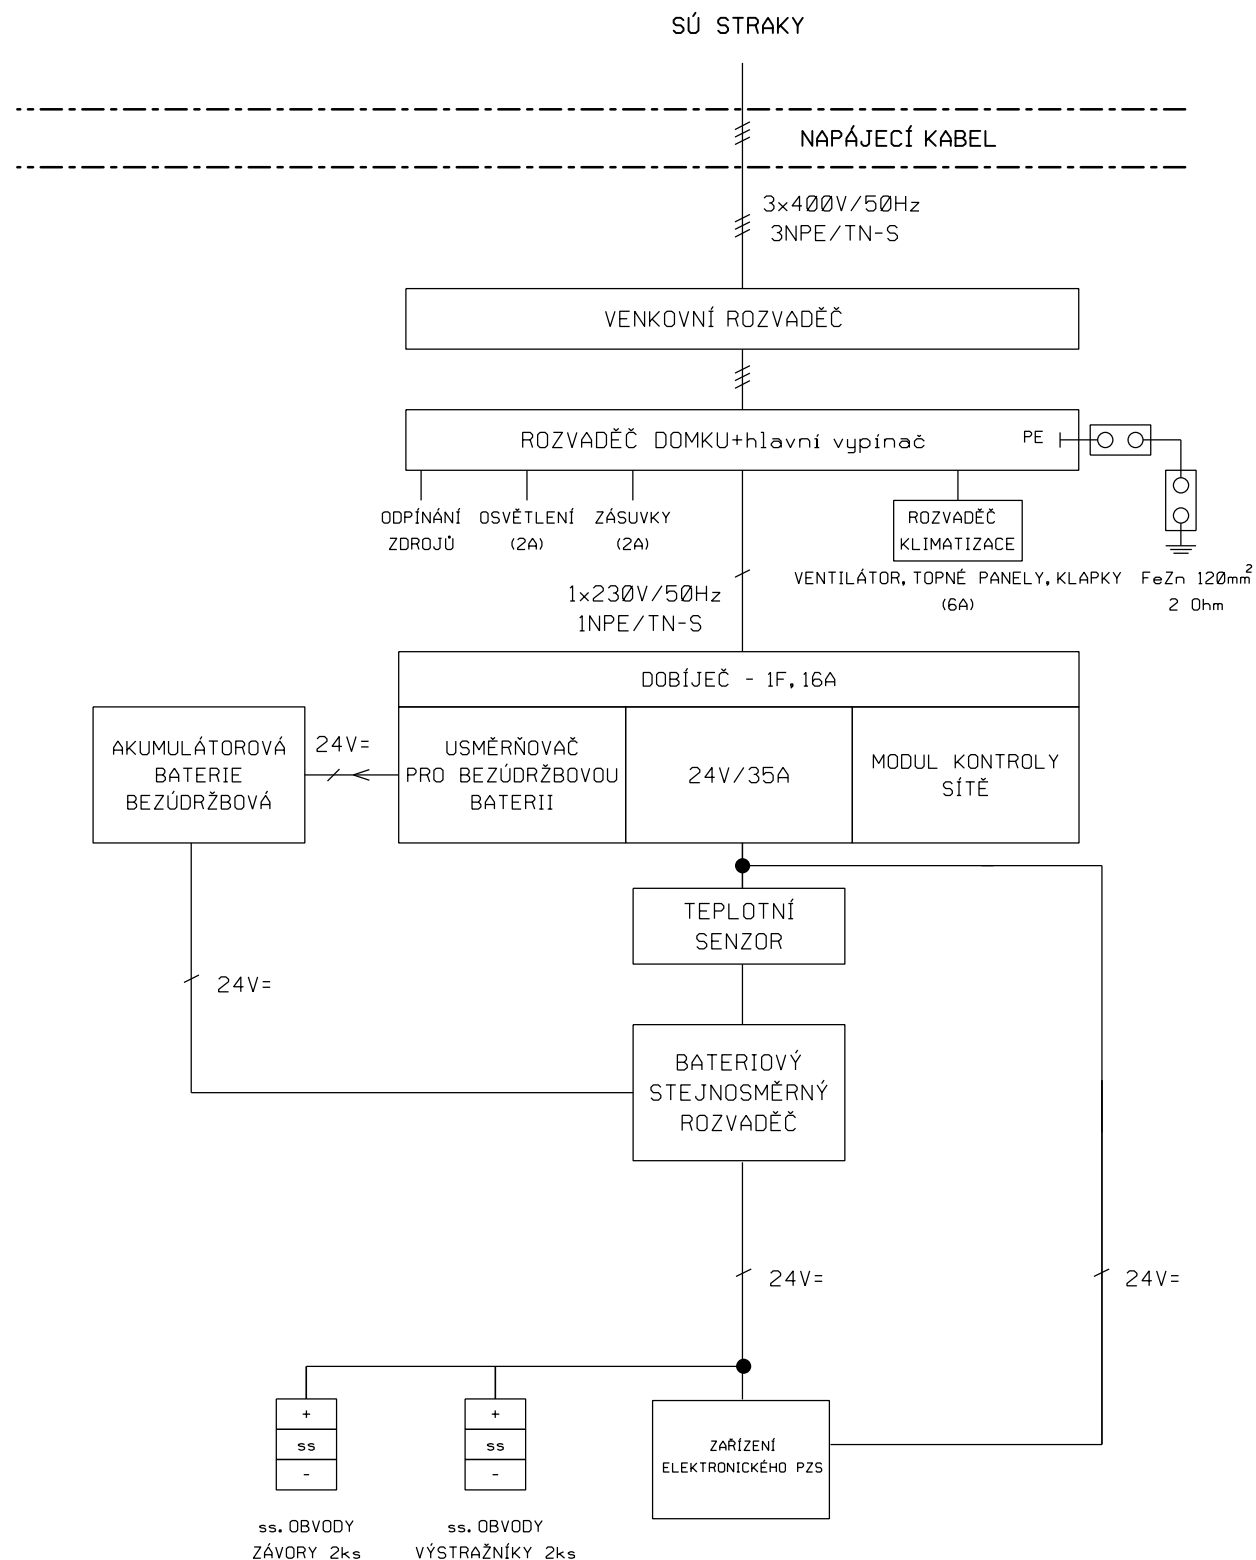 SÚ STRAKY
NAPÁJECÍ KABEL
3x400V/50Hz
3NPE/TN-S
VENKOVNÍ ROZVADĚČ
ROZVADĚČ DOMKU+hlavní vypínač
PE
ODPÍNÁNÍ
ZDROJŮ
OSVĚTLENÍ
(2A)
ZÁSUVKY
(2A)
ROZVADĚČ
KLIMATIZACE
VENTILÁTOR, TOPNÉ PANELY, KLAPKY
(6A)
FeZn 120mm²
2 Ohm
1x230V/50Hz
1NPE/TN-S
DOBÍJEČ - 1F, 16A
AKUMULÁTOROVÁ
BATERIE
BEZÚDRŽBOVÁ
24V=
USMĚRŇOVAČ
PRO BEZÚDRŽBOVOU
BATERII
24V/35A
MODUL KONTROLY
SÍTĚ
TEPLOTNÍ
SENZOR
24V=
BATERIOVÝ
STEJNOSMĚRNÝ
ROZVADĚČ
24V=
24V=
+
ss
-
+
ss
-
ZAŘÍZENÍ
ELEKTRONICKÉHO PZS
ss. OBVODY
ZÁVORY 2ks
ss. OBVODY
VÝSTRAŽNÍKY 2ks